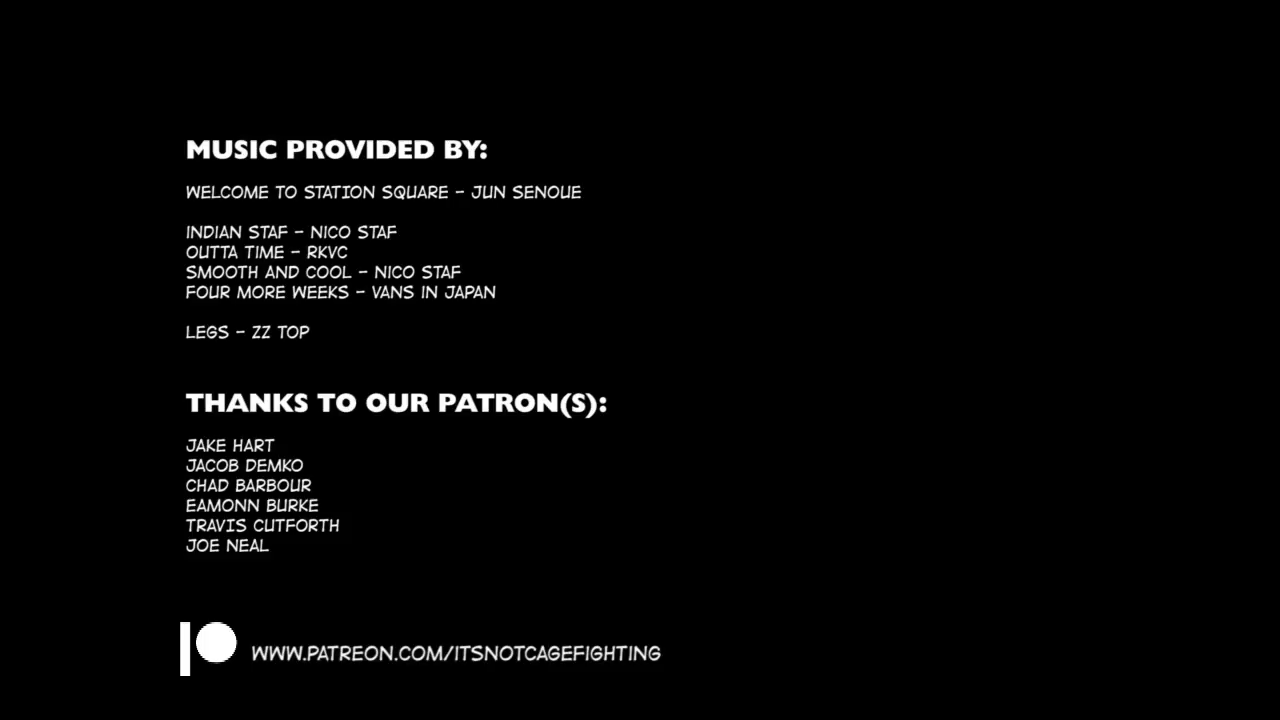 MUSIC PROVIDED BY:
WELCOME TO STATION SQUARE - JUN SENOUE
INDIAN STAF - NICO STAF
OUTTA TIME - RKVC
SMOOTH AND COOL - NICO STAF
FOUR MORE WEEKS - VANS IN JAPAN
LEGS - ZZ TOP
THANKS TO OUR PATRON(S):
JAKE HART
JACOB DEMKO
CHAD BARBOUR
EAMONN BURKE
TRAVIS CUTFORTH
JOE NEAL
WWW.PATREON.COM/ITSNOTCAGEFIGHTING